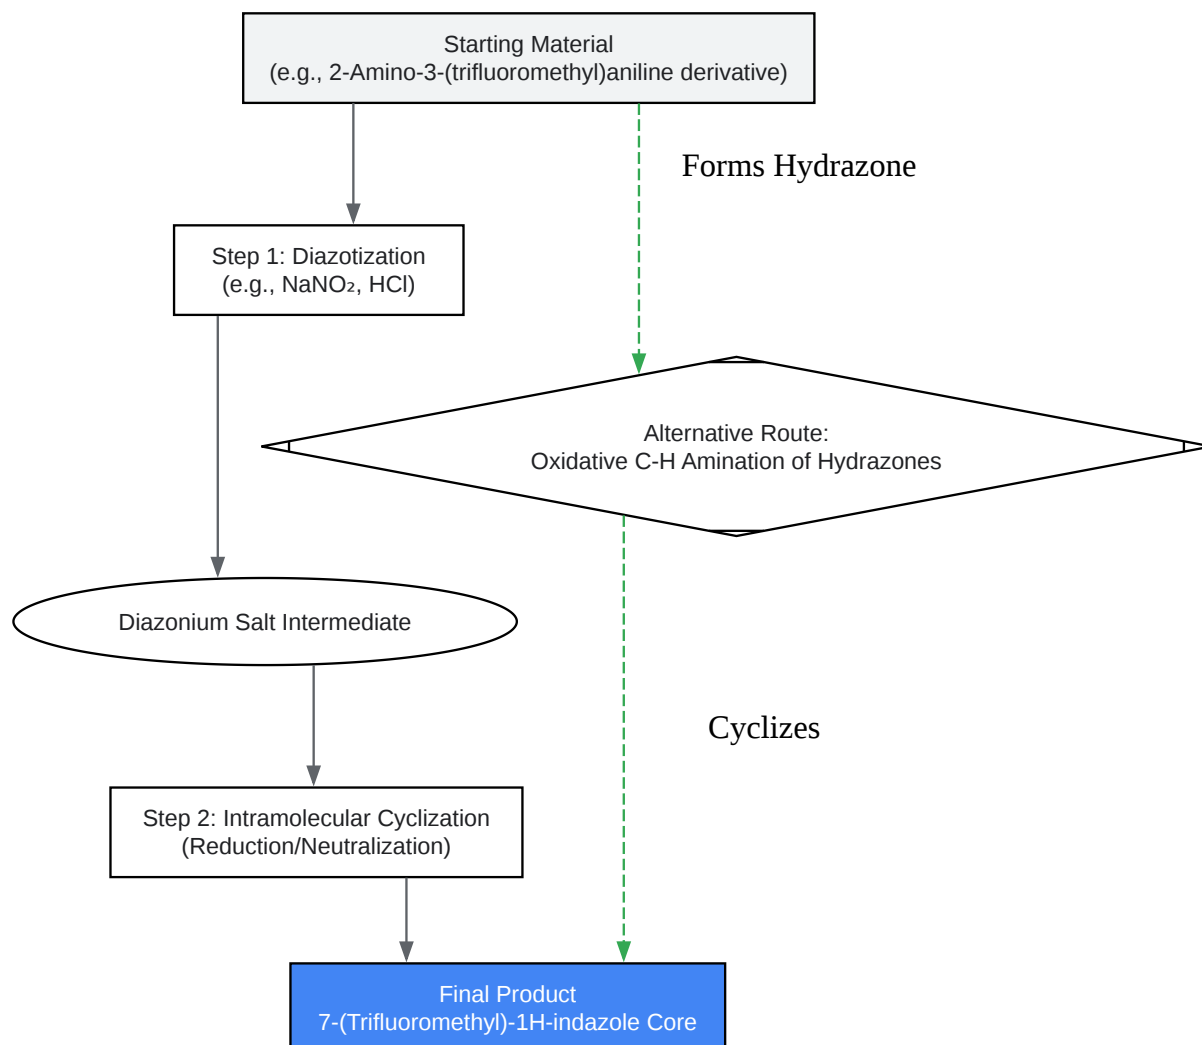 Starting Material
(e.g., 2-Amino-3-(trifluoromethyl)aniline derivative)
Forms Hydrazone
Step 1: Diazotization
(e.g., NaNO₂, HCl)
Alternative Route:
Oxidative C-H Amination of Hydrazones
Diazonium Salt Intermediate
Cyclizes
Step 2: Intramolecular Cyclization
(Reduction/Neutralization)
Final Product
7-(Trifluoromethyl)-1H-indazole Core